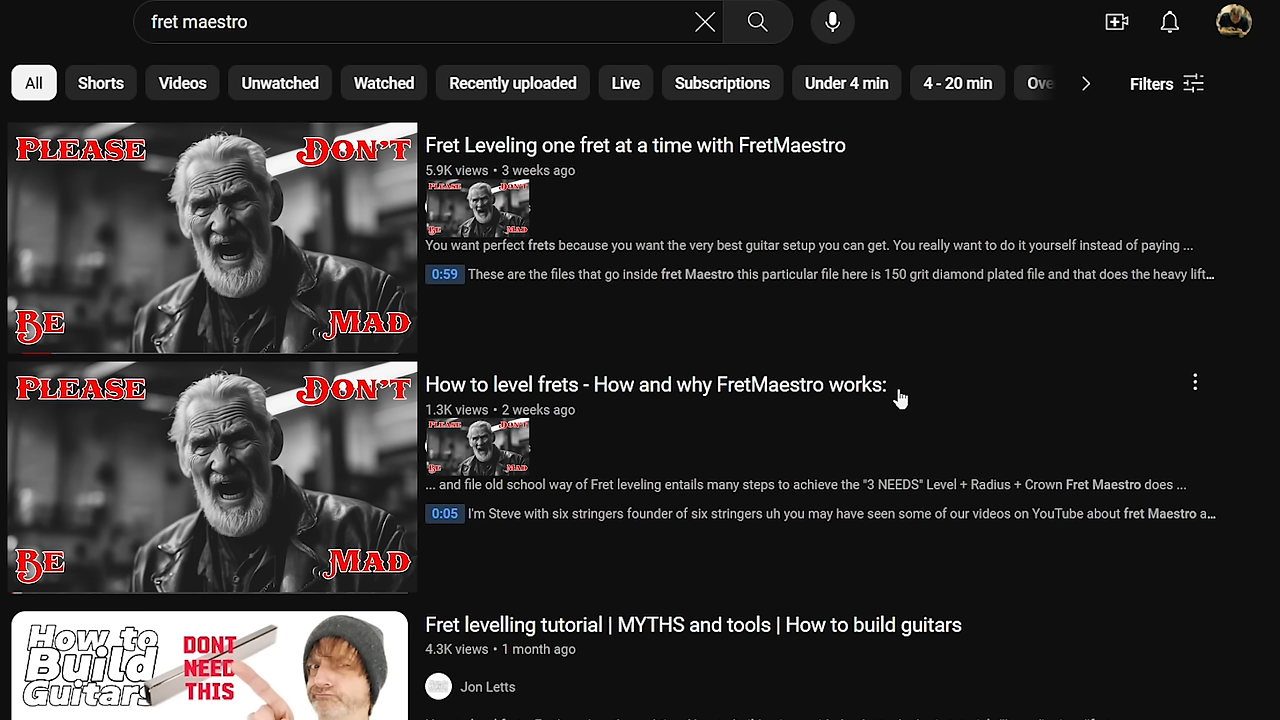 fret maestro
All Shorts Videos Unwatched Watched Recently uploaded Live Subscriptions Under 4 min 4 - 20 min Filters
PLEASE DON'T
BE MAD
Fret Leveling one fret at a time with FretMaestro
5.9K views • 3 weeks ago
PLEASE DON'T
BE MAD
You want perfect frets because you want the very best guitar setup you can get. You really want to do it yourself instead of paying ...
0:59 These are the files that go inside fret Maestro this particular file here is 150 grit diamond plated file and that does the heavy lift...
PLEASE DON'T
BE MAD
How to level frets - How and why FretMaestro works:
1.3K views • 2 weeks ago
PLEASE DON'T
BE MAD
... and file old school way of Fret leveling entails many steps to achieve the "3 NEEDS" Level + Radius + Crown Fret Maestro does ...
0:05 I'm Steve with six stringers founder of six stringers uh you may have seen some of our videos on YouTube about fret Maestro a...
How to
Build
Guitars
DONT
NEED
THIS
Fret levelling tutorial | MYTHS and tools | How to build guitars
4.3K views • 1 month ago
Jon Letts